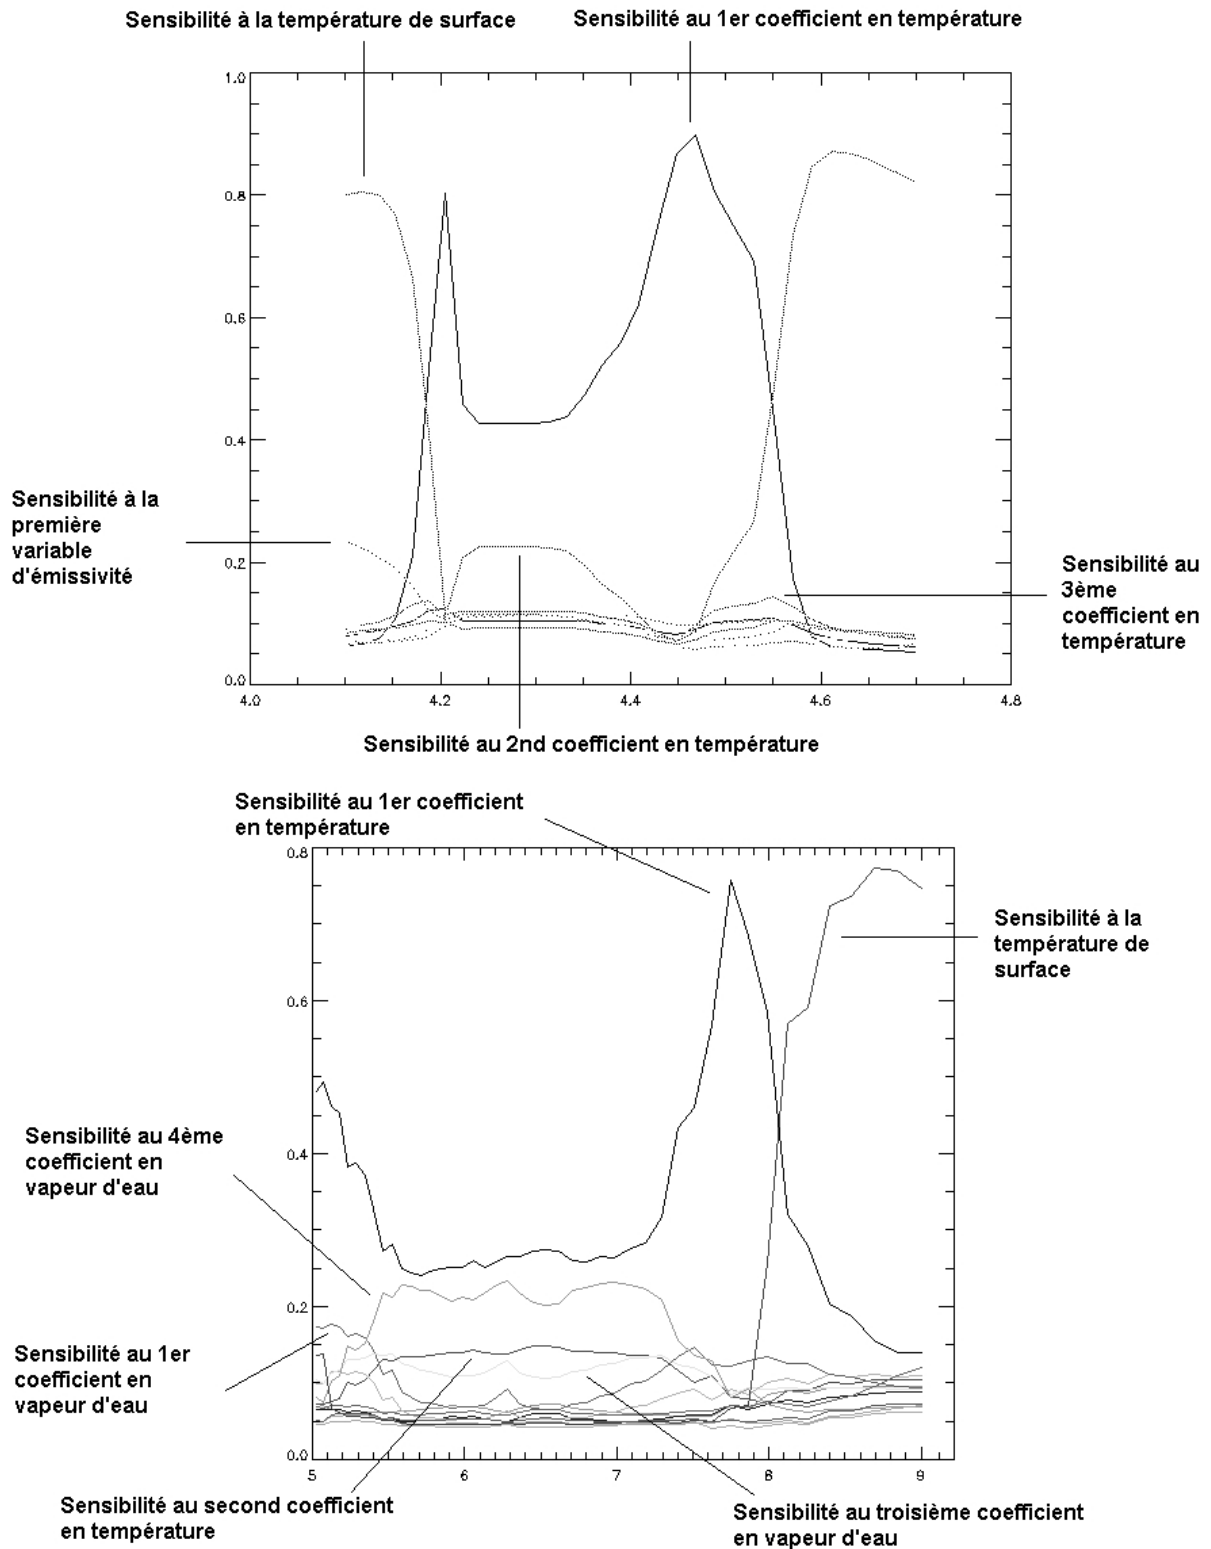 Sensibilité à la température de surface
Sensibilité au 1er coefficient en température
1.0
0.8
0.6
0.4
0.2
0.0
4.0 4.2 4.4 4.6 4.8
Sensibilité à la
première
variable
d'émissivité
Sensibilité au
3ème
coefficient en
température
Sensibilité au 2nd coefficient en température
Sensibilité au 1er coefficient
en température
0.8
0.6
0.4
0.2
0.0
5 6 7 8 9
Sensibilité à la
température de
surface
Sensibilité au 4ème
coefficient en
vapeur d'eau
Sensibilité au 1er
coefficient en
vapeur d'eau
Sensibilité au second coefficient
en température
Sensibilité au troisième coefficient
en vapeur d'eau